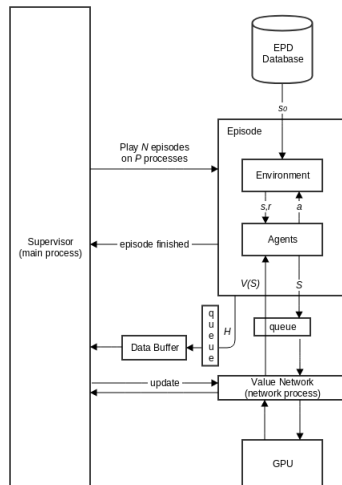 EPD
Database
s₀
Episode
Play N episodes
on P processes
Environment
s,r
a
Supervisor
(main process)
episode finished
Agents
V(S)
S
queue
queue
H
Data Buffer
update
Value Network
(network process)
GPU